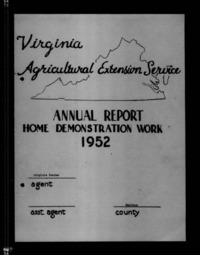 Virginia
Agricultural Extension Service
ANNUAL REPORT
HOME DEMONSTRATION WORK
1952
agent
asst agent
county